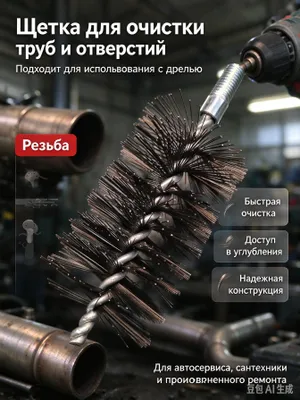 Щетка для очистки
труб и отверстий
Подходит для использования с дрелью
Резьба
Быстрая
очистка
Доступ
в углубления
Надежная
конструкция
Для автосервиса, сантехники
и ремонта
豆包AI生成